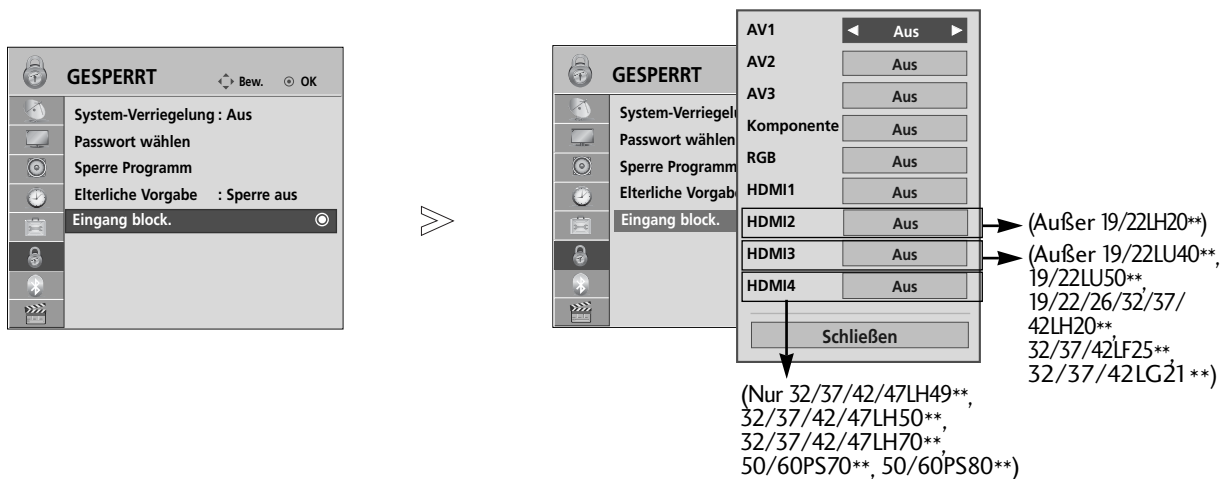 GESPERRT Bew. OK
System-Verriegelung : Aus
Passwort wählen
Sperre Programm
Elterliche Vorgabe : Sperre aus
Eingang block.
GESPERRT
System-Verriegelu
Passwort wählen
Sperre Programm
Elterliche Vorgab
Eingang block.
AV1 ◄ Aus ►
AV2 Aus
AV3 Aus
Komponente Aus
RGB Aus
HDMI1 Aus
HDMI2 Aus
HDMI3 Aus
HDMI4 Aus
Schließen
(Außer 19/22LH20**)
(Außer 19/22LU40**,
19/22LU50**,
19/22/26/32/37/
42LH20**,
32/37/42LF25**,
32/37/42LG21**)
(Nur 32/37/42/47LH49**,
32/37/42/47LH50**,
32/37/42/47LH70**,
50/60PS70**, 50/60PS80**)